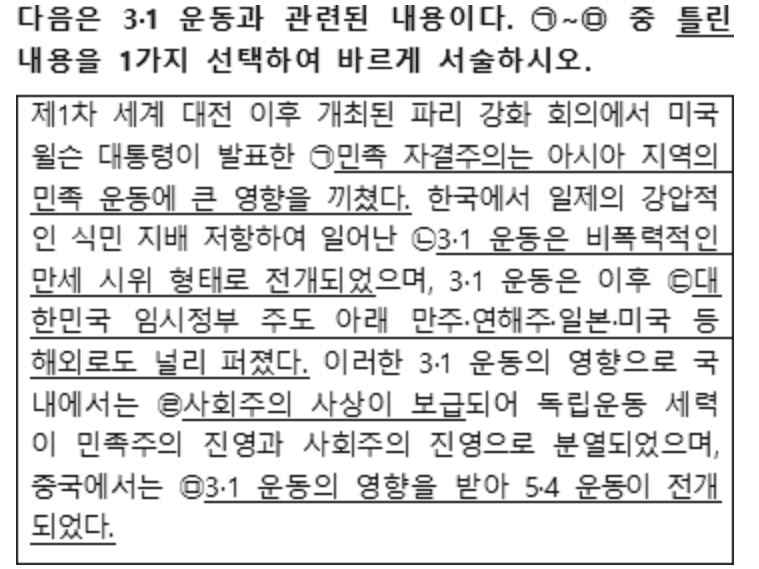 다음은 3·1 운동과 관련된 내용이다. ㉠~㉤ 중 틀린
내용을 1가지 선택하여 바르게 서술하시오.
제1차 세계 대전 이후 개최된 파리 강화 회의에서 미국
윌슨 대통령이 발표한 ㉠민족 자결주의는 아시아 지역의
민족 운동에 큰 영향을 끼쳤다. 한국에서 일제의 강압적
인 식민 지배 저항하여 일어난 ㉡3·1 운동은 비폭력적인
만세 시위 형태로 전개되었으며, 3·1 운동은 이후 ㉢대
한민국 임시정부 주도 아래 만주·연해주·일본·미국 등
해외로도 널리 퍼졌다. 이러한 3·1 운동의 영향으로 국
내에서는 ㉣사회주의 사상이 보급되어 독립운동 세력
이 민족주의 진영과 사회주의 진영으로 분열되었으며,
중국에서는 ㉤3·1 운동의 영향을 받아 5·4 운동이 전개
되었다.